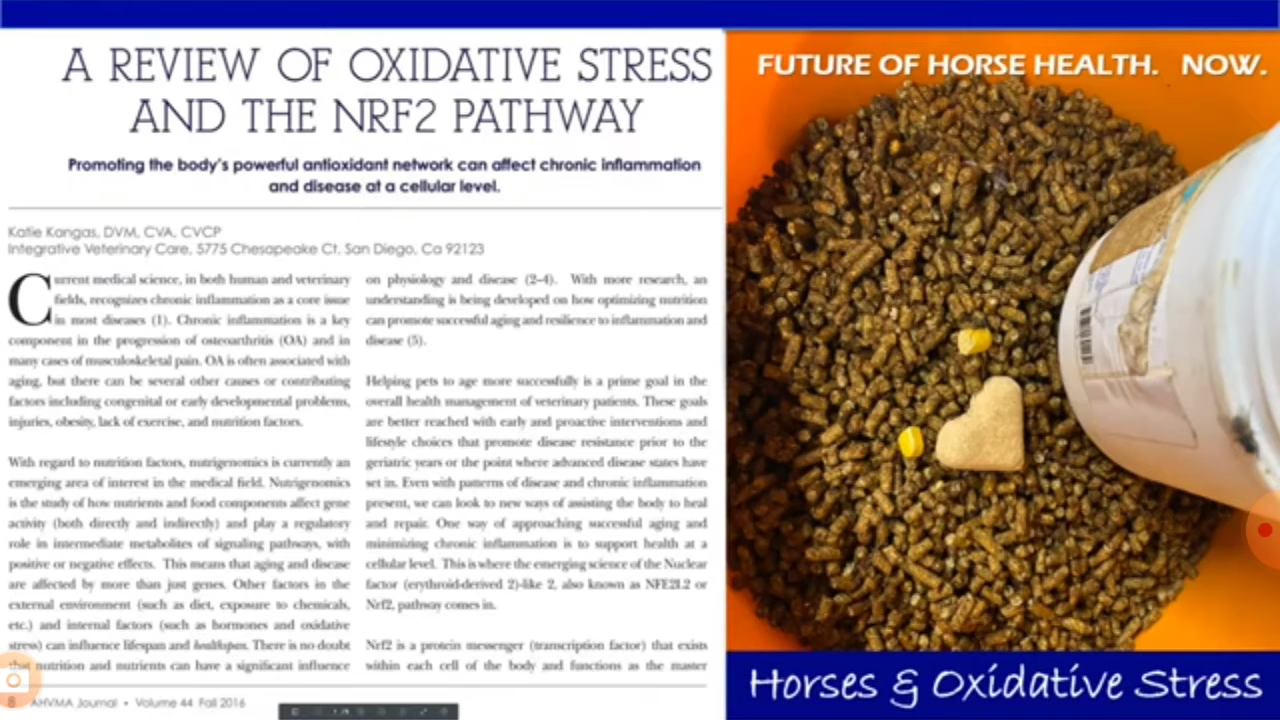 A REVIEW OF OXIDATIVE STRESS
AND THE NRF2 PATHWAY
Promoting the body's powerful antioxidant network can affect chronic inflammation
and disease at a cellular level.
Katie Kangas, DVM, CVA, CVCP
Integrative Veterinary Care, 5775 Chesapeake Ct. San Diego, Ca 92123
Current medical science, in both human and veterinary
fields, recognizes chronic inflammation as a core issue
in most diseases (1). Chronic inflammation is a key
component in the progression of osteoarthritis (OA) and in
many cases of musculoskeletal pain. OA is often associated with
aging, but there can be several other causes or contributing
factors including congenital or early developmental problems,
injuries, obesity, lack of exercise, and nutrition factors.
With regard to nutrition factors, nutrigenomics is currently an
emerging area of interest in the medical field. Nutrigenomics
is the study of how nutrients and food components affect gene
activity (both directly and indirectly) and play a regulatory
role in intermediate metabolites of signaling pathways, with
positive or negative effects. This means that aging and disease
are affected by more than just genes. Other factors in the
external environment (such as diet, exposure to chemicals,
etc.) and internal factors (such as hormones and oxidative
stress) can influence lifespan and healthspan. There is no doubt
that nutrition and nutrients can have a significant influence
on physiology and disease (2–4). With more research, an
understanding is being developed on how optimizing nutrition
can promote successful aging and resilience to inflammation and
disease (5).
Helping pets to age more successfully is a prime goal in the
overall health management of veterinary patients. These goals
are better reached with early and proactive interventions and
lifestyle choices that promote disease resistance prior to the
geriatric years or the point where advanced disease states have
set in. Even with patterns of disease and chronic inflammation
present, we can look to new ways of assisting the body to heal
and repair. One way of approaching successful aging and
minimizing chronic inflammation is to support health at a
cellular level. This is where the emerging science of the Nuclear
factor (erythroid-derived 2)-like 2, also known as NFE2L2 or
Nrf2, pathway comes in.
Nrf2 is a protein messenger (transcription factor) that exists
within each cell of the body and functions as the master
8 AHVMA Journal • Volume 44 Fall 2016
FUTURE OF HORSE HEALTH. NOW.
Horses & Oxidative Stress